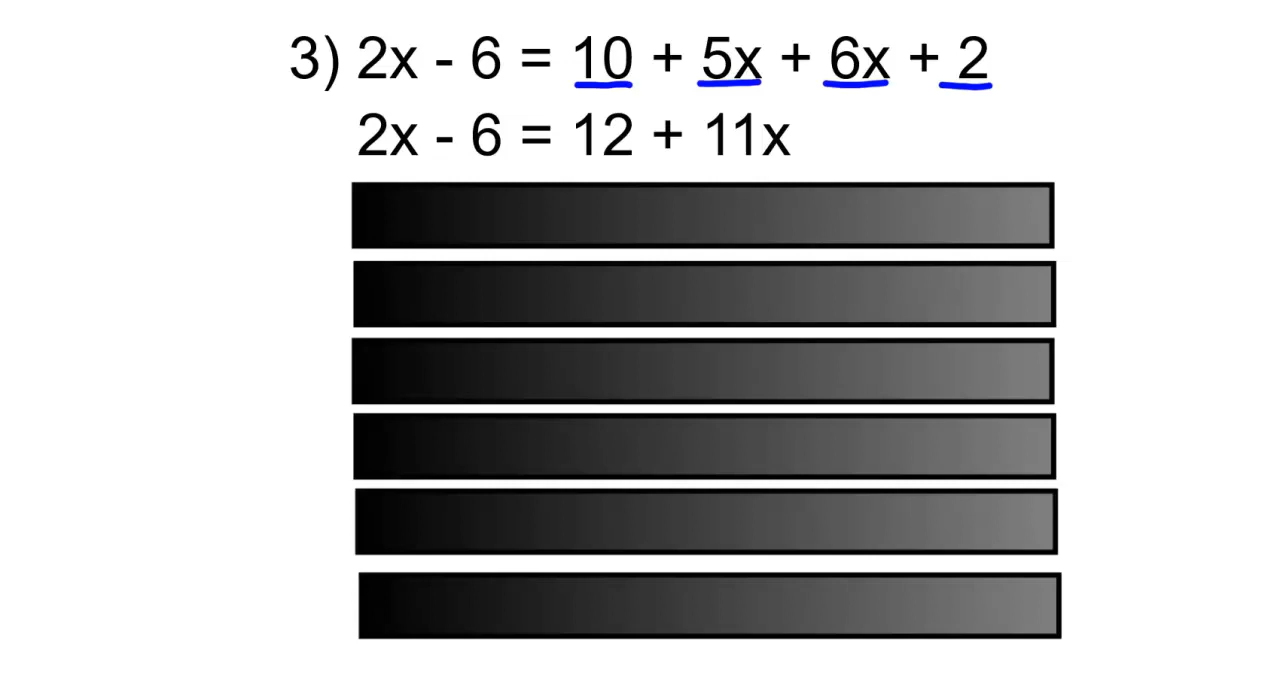 3) 2x - 6 = 10 + 5x + 6x + 2
2x - 6 = 12 + 11x